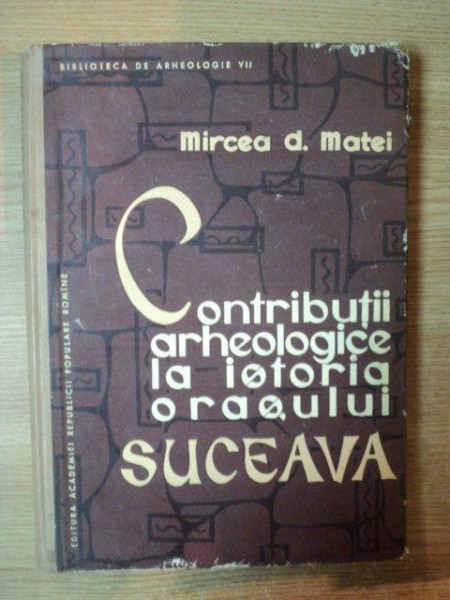 BIBLIOTECA DE ARHEOLOGIE VII
Mircea d. Matei
Contribuții
arheologice
la istoria
orașului
SUCEAVA
EDITURA ACADEMIEI REPUBLICII POPULARE ROMÎNE